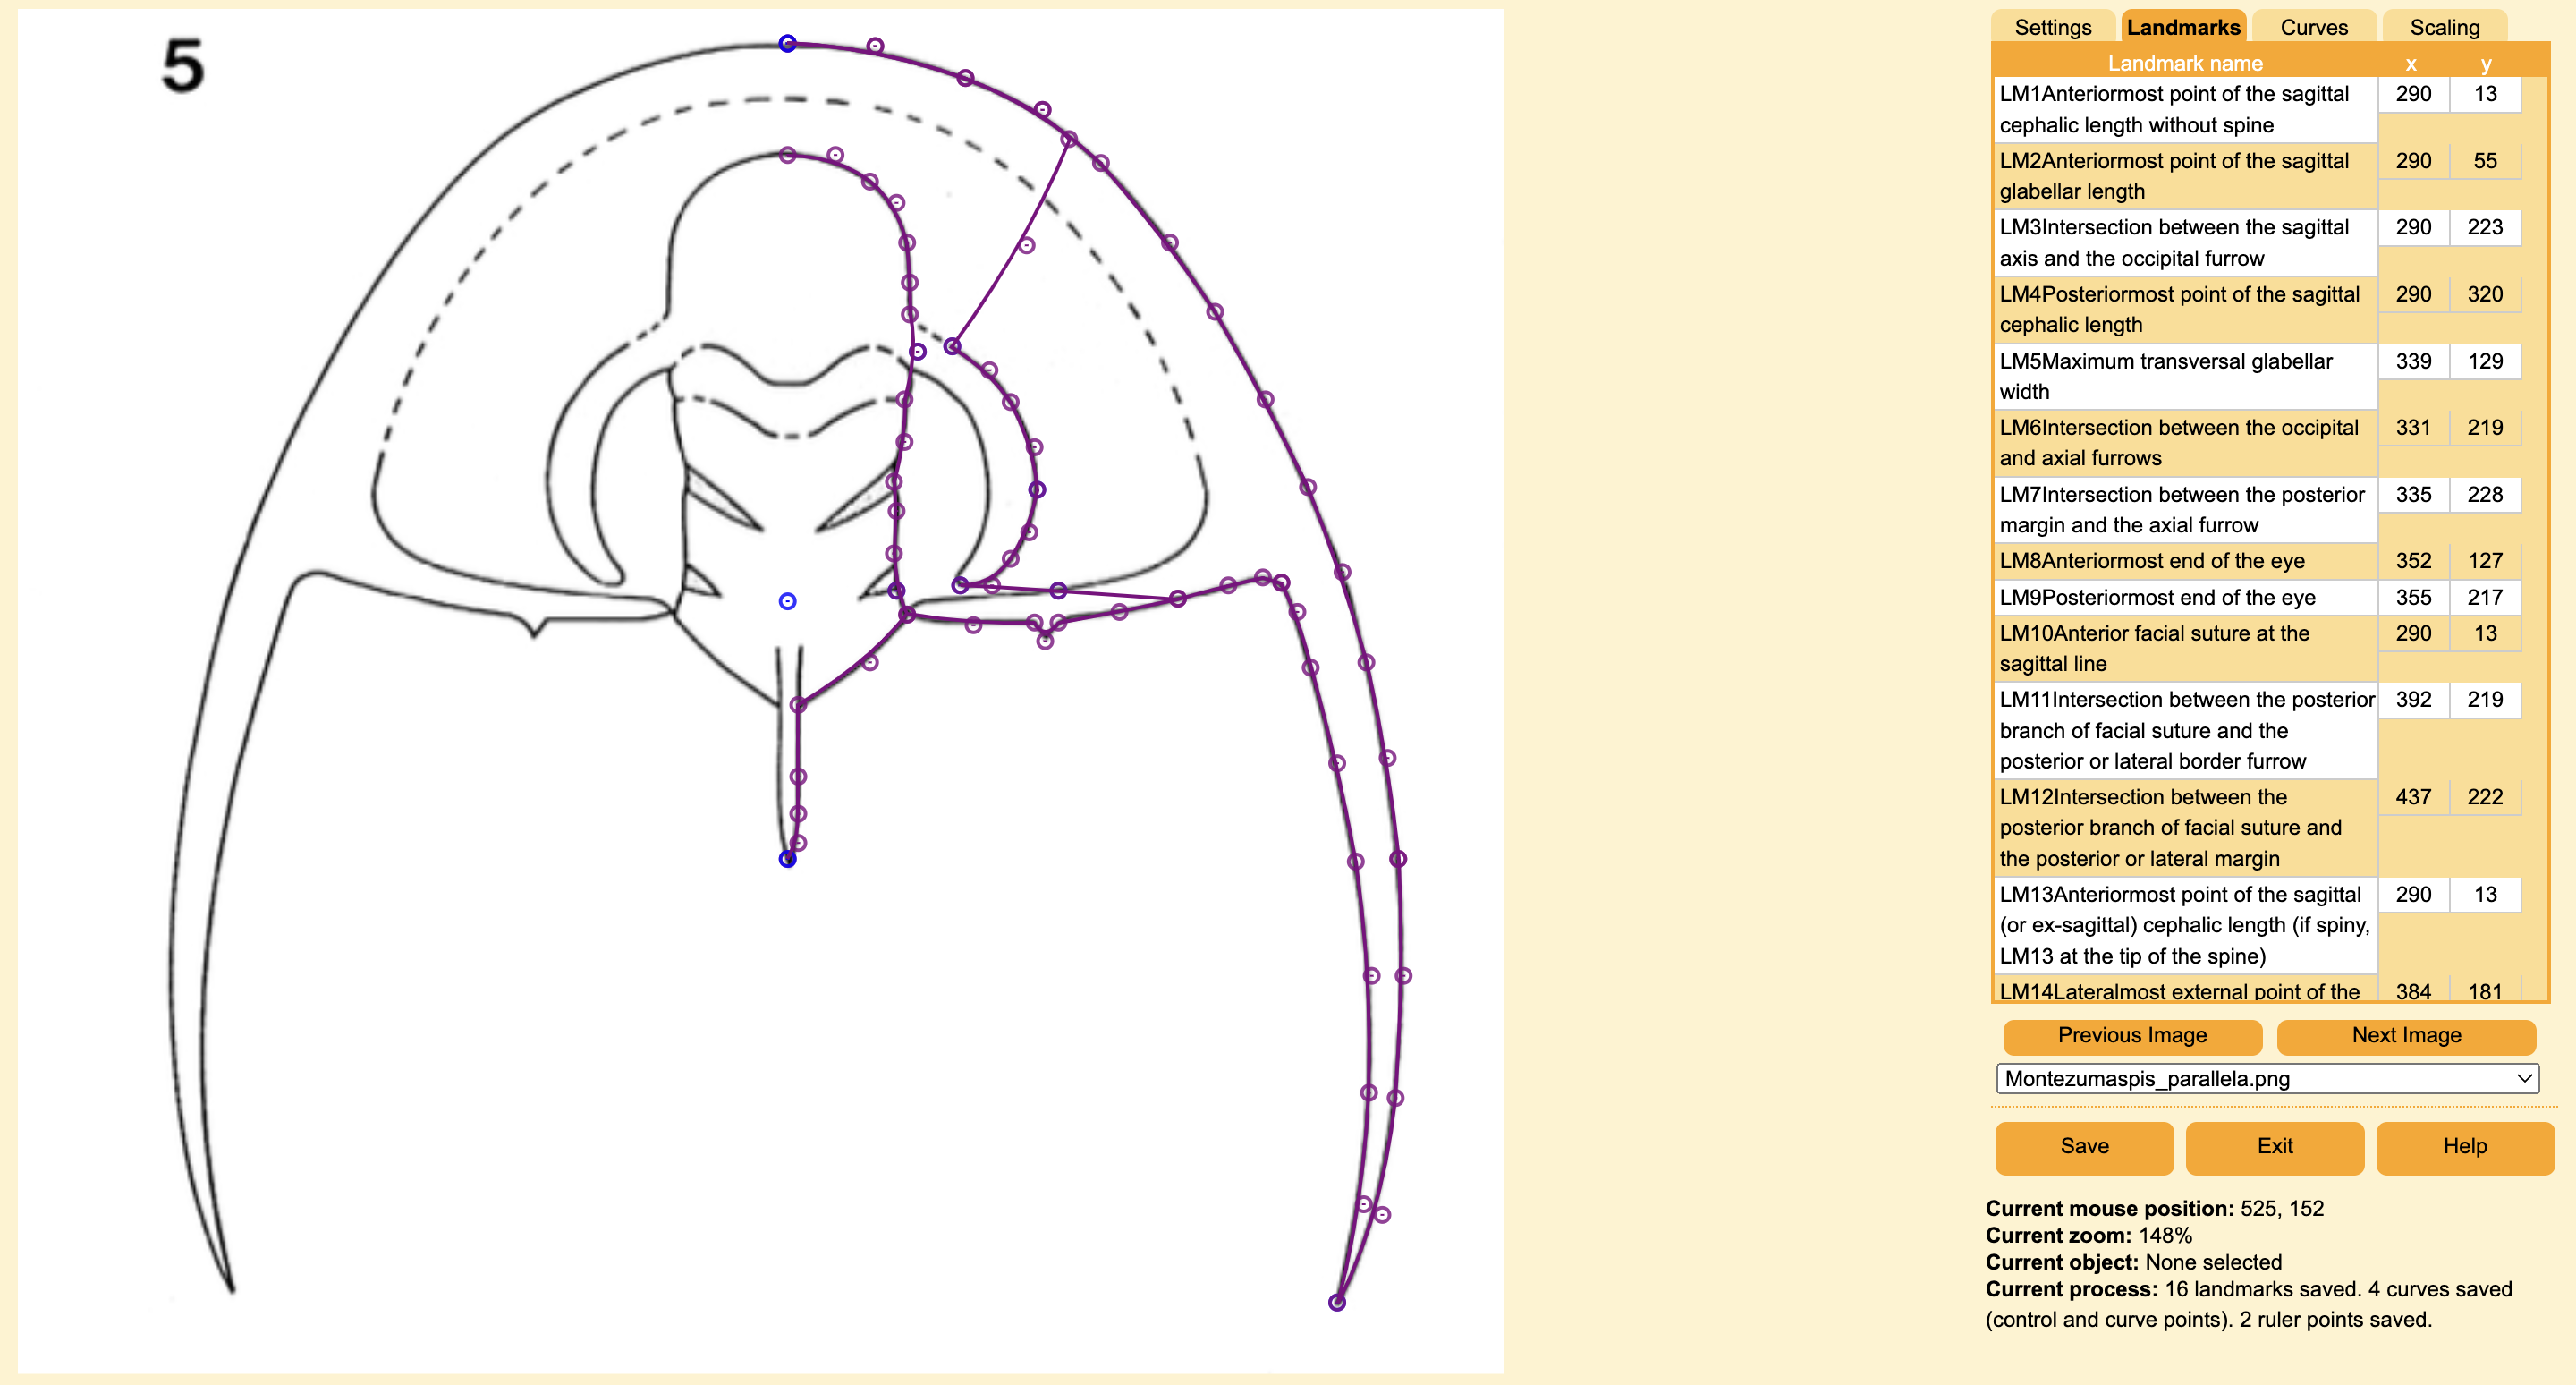 5
Settings Landmarks Curves Scaling
Landmark name x y
LM1Anteriormost point of the sagittal 290 13
cephalic length without spine
LM2Anteriormost point of the sagittal 290 55
glabellar length
LM3Intersection between the sagittal 290 223
axis and the occipital furrow
LM4Posteriormost point of the sagittal 290 320
cephalic length
LM5Maximum transversal glabellar 339 129
width
LM6Intersection between the occipital 331 219
and axial furrows
LM7Intersection between the posterior 335 228
margin and the axial furrow
LM8Anteriormost end of the eye 352 127
LM9Posteriormost end of the eye 355 217
LM10Anterior facial suture at the 290 13
sagittal line
LM11Intersection between the posterior 392 219
branch of facial suture and the
posterior or lateral border furrow
LM12Intersection between the 437 222
posterior branch of facial suture and
the posterior or lateral margin
LM13Anteriormost point of the sagittal 290 13
(or ex-sagittal) cephalic length (if spiny,
LM13 at the tip of the spine)
LM14Lateralmost external point of the 384 181
Previous Image Next Image
Montezumaspis_parallela.png
Save Exit Help
Current mouse position: 525, 152
Current zoom: 148%
Current object: None selected
Current process: 16 landmarks saved. 4 curves saved
(control and curve points). 2 ruler points saved.